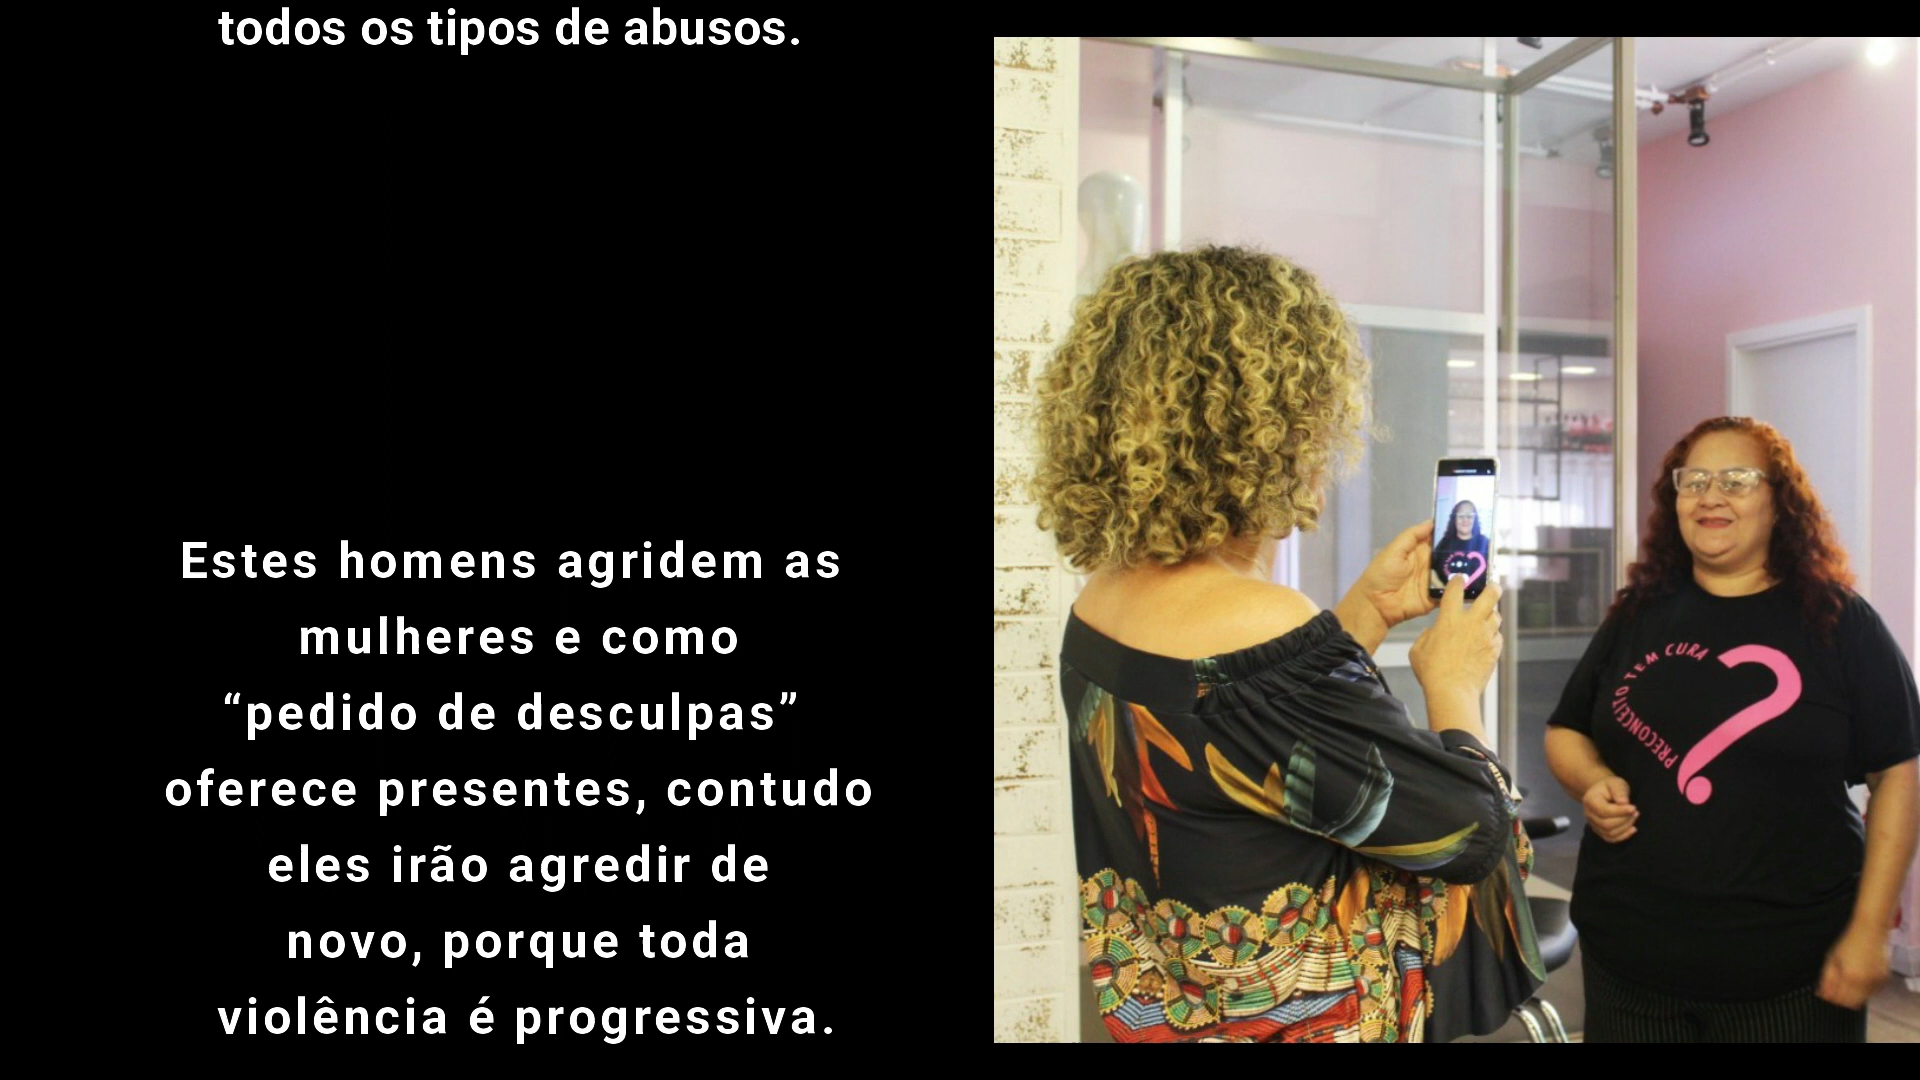 todos os tipos de abusos.
Estes homens agridem as
mulheres e como
“pedido de desculpas”
oferece presentes, contudo
eles irão agredir de
novo, porque toda
violência é progressiva.
PRECONCEITO TEM CURA